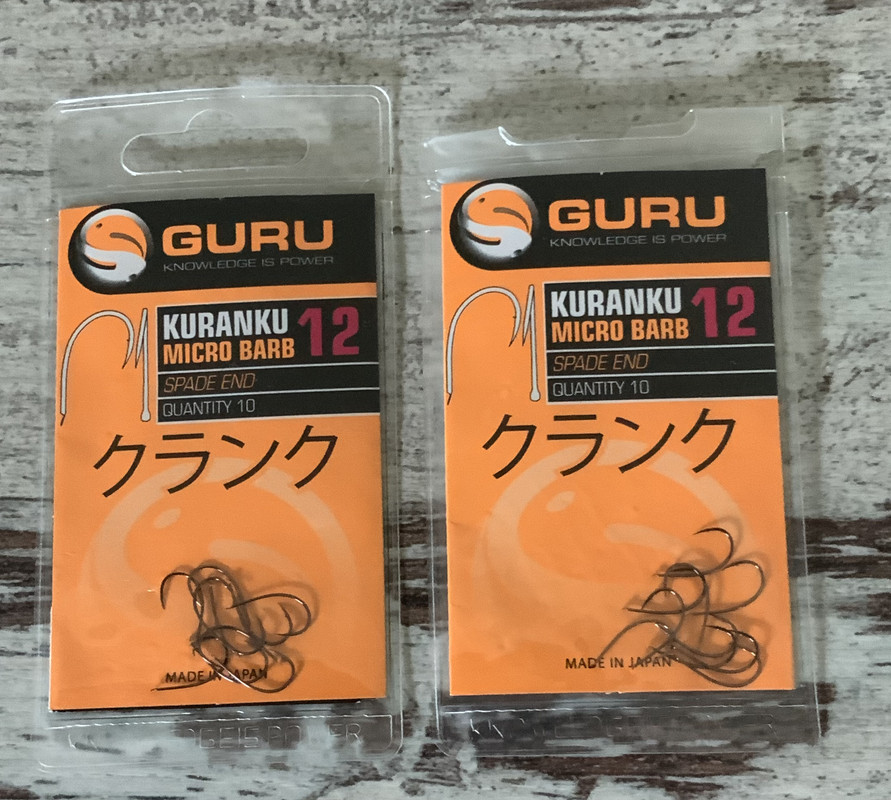 GURU
KNOWLEDGE IS POWER
KURANKU
MICRO BARB
12
SPADE END
QUANTITY 10
クランク
MADE IN JAPAN
GURU
KNOWLEDGE IS POWER
KURANKU
MICRO BARB
12
SPADE END
QUANTITY 10
クランク
MADE IN JAPAN